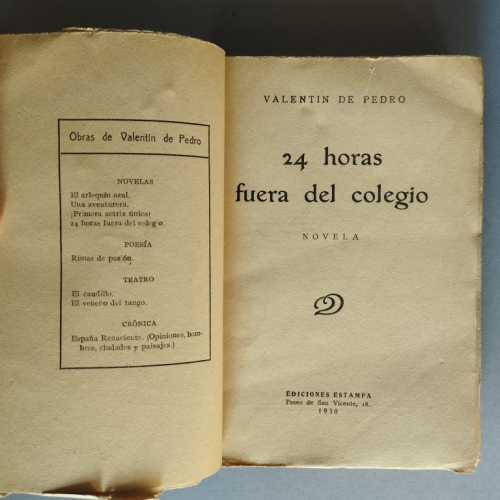 Obras de Valentín de Pedro
NOVELAS
El arlequín azul.
Una aventurera.
¡Primera actriz única!
24 horas fuera del colegio
POESÍA
Rimas de pasión.
TEATRO
El caudillo.
El veneno del tango.
CRÓNICA
España Renaciente. (Opiniones, hom-
bres, ciudades y paisajes.)
VALENTIN DE PEDRO
24 horas
fuera del colegio
NOVELA
EDICIONES ESTAMPA
Paseo de San Vicente, 18.
1930